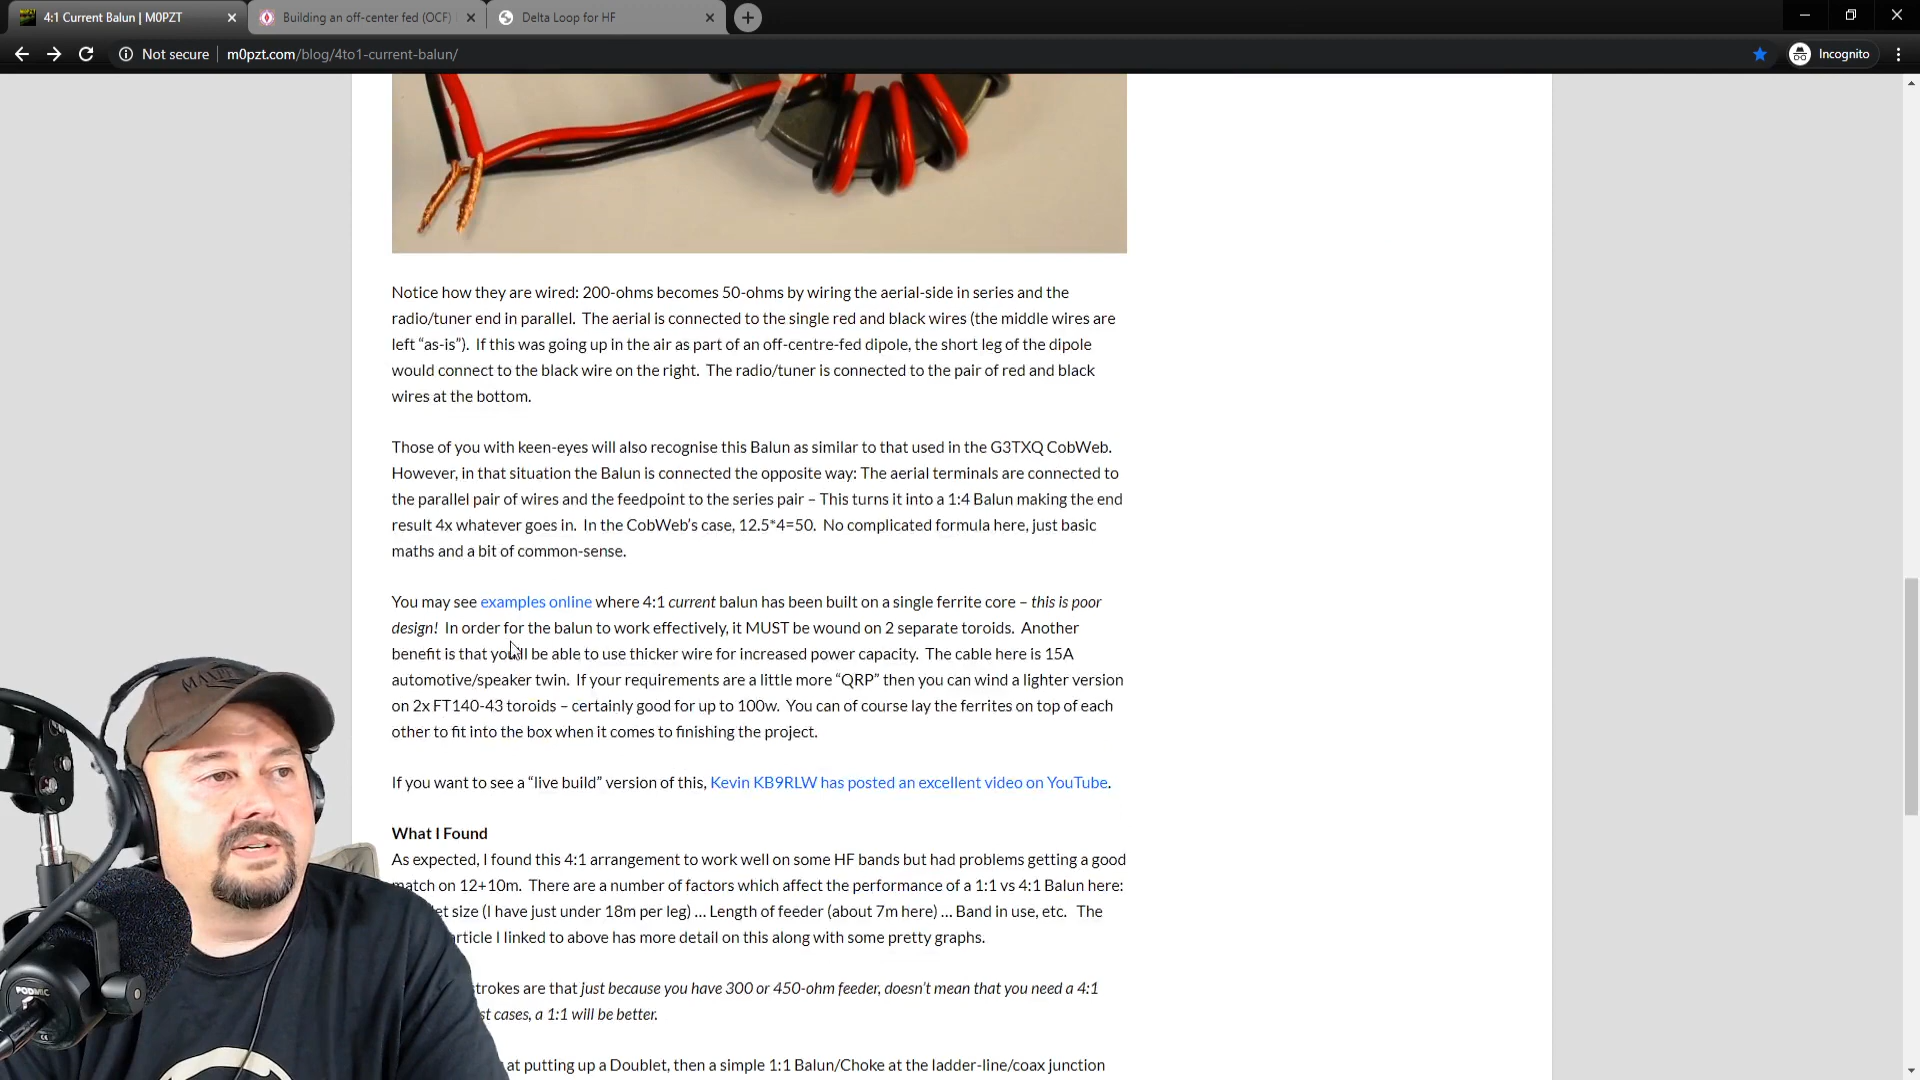 4:1 Current Balun | M0PZT
Building an off-center fed (OCF)
Delta Loop for HF
Not secure
m0pzt.com/blog/4to1-current-balun/
Incognito
Notice how they are wired: 200-ohms becomes 50-ohms by wiring the aerial-side in series and the
radio/tuner end in parallel. The aerial is connected to the single red and black wires (the middle wires are
left “as-is”). If this was going up in the air as part of an off-centre-fed dipole, the short leg of the dipole
would connect to the black wire on the right. The radio/tuner is connected to the pair of red and black
wires at the bottom.
Those of you with keen-eyes will also recognise this Balun as similar to that used in the G3TXQ CobWeb.
However, in that situation the Balun is connected the opposite way: The aerial terminals are connected to
the parallel pair of wires and the feedpoint to the series pair – This turns it into a 1:4 Balun making the end
result 4x whatever goes in. In the CobWeb’s case, 12.5*4=50. No complicated formula here, just basic
maths and a bit of common-sense.
You may see examples online where 4:1 current balun has been built on a single ferrite core – this is poor
design! In order for the balun to work effectively, it MUST be wound on 2 separate toroids. Another
benefit is that you’ll be able to use thicker wire for increased power capacity. The cable here is 15A
automotive/speaker twin. If your requirements are a little more “QRP” then you can wind a lighter version
on 2x FT140-43 toroids – certainly good for up to 100w. You can of course lay the ferrites on top of each
other to fit into the box when it comes to finishing the project.
If you want to see a “live build” version of this, Kevin KB9RLW has posted an excellent video on YouTube.
What I Found
As expected, I found this 4:1 arrangement to work well on some HF bands but had problems getting a good
match on 12+10m. There are a number of factors which affect the performance of a 1:1 vs 4:1 Balun here:
size (I have just under 18m per leg) … Length of feeder (about 7m here) … Band in use, etc. The
article I linked to above has more detail on this along with some pretty graphs.
strokes are that just because you have 300 or 450-ohm feeder, doesn’t mean that you need a 4:1
cases, a 1:1 will be better.
at putting up a Doublet, then a simple 1:1 Balun/Choke at the ladder-line/coax junction
PODMIC